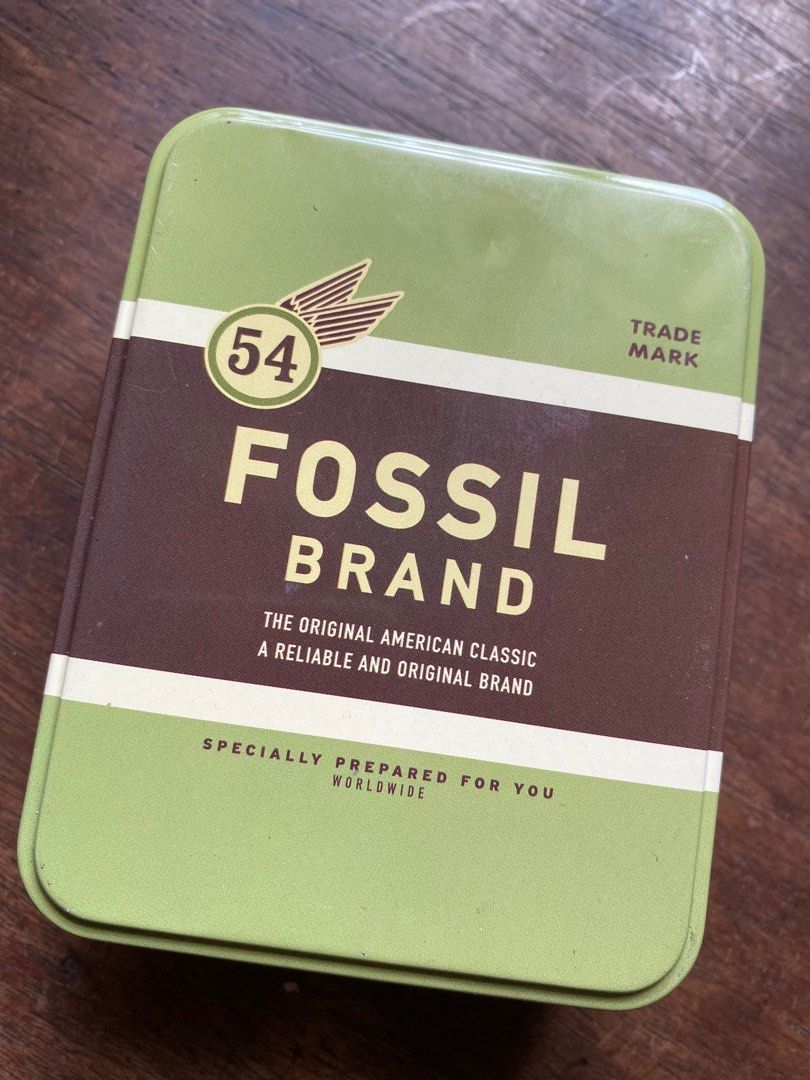 54
TRADE
MARK
FOSSIL
BRAND
THE ORIGINAL AMERICAN CLASSIC
A RELIABLE AND ORIGINAL BRAND
SPECIALLY PREPARED FOR YOU
WORLDWIDE